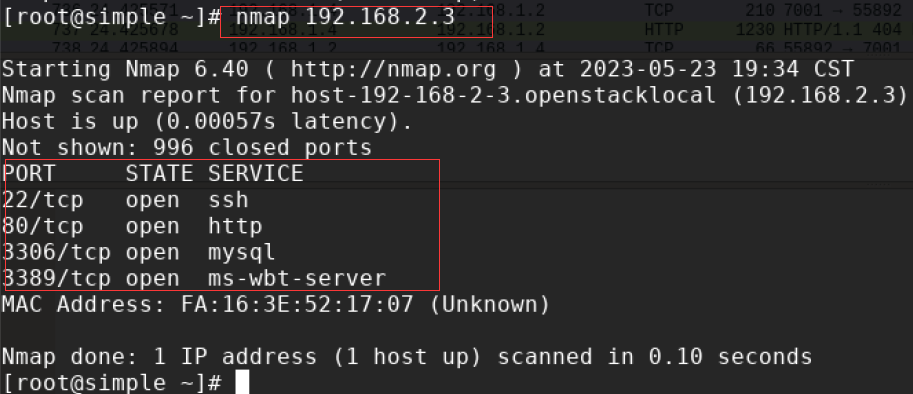 [root@simple ~]# nmap 192.168.2.3
192.168.1.2 TCP 210 7001 → 55892
737 24.425678 192.168.1.4 192.168.1.2 HTTP 1230 HTTP/1.1 404
738 24.425894 192.168.1.2 192.168.1.4 TCP 66 55892 → 7001
Starting Nmap 6.40 ( http://nmap.org ) at 2023-05-23 19:34 CST
Nmap scan report for host-192-168-2-3.openstacklocal (192.168.2.3)
Host is up (0.00057s latency).
Not shown: 996 closed ports
PORT STATE SERVICE
22/tcp open ssh
80/tcp open http
3306/tcp open mysql
3389/tcp open ms-wbt-server
MAC Address: FA:16:3E:52:17:07 (Unknown)
Nmap done: 1 IP address (1 host up) scanned in 0.10 seconds
[root@simple ~]#